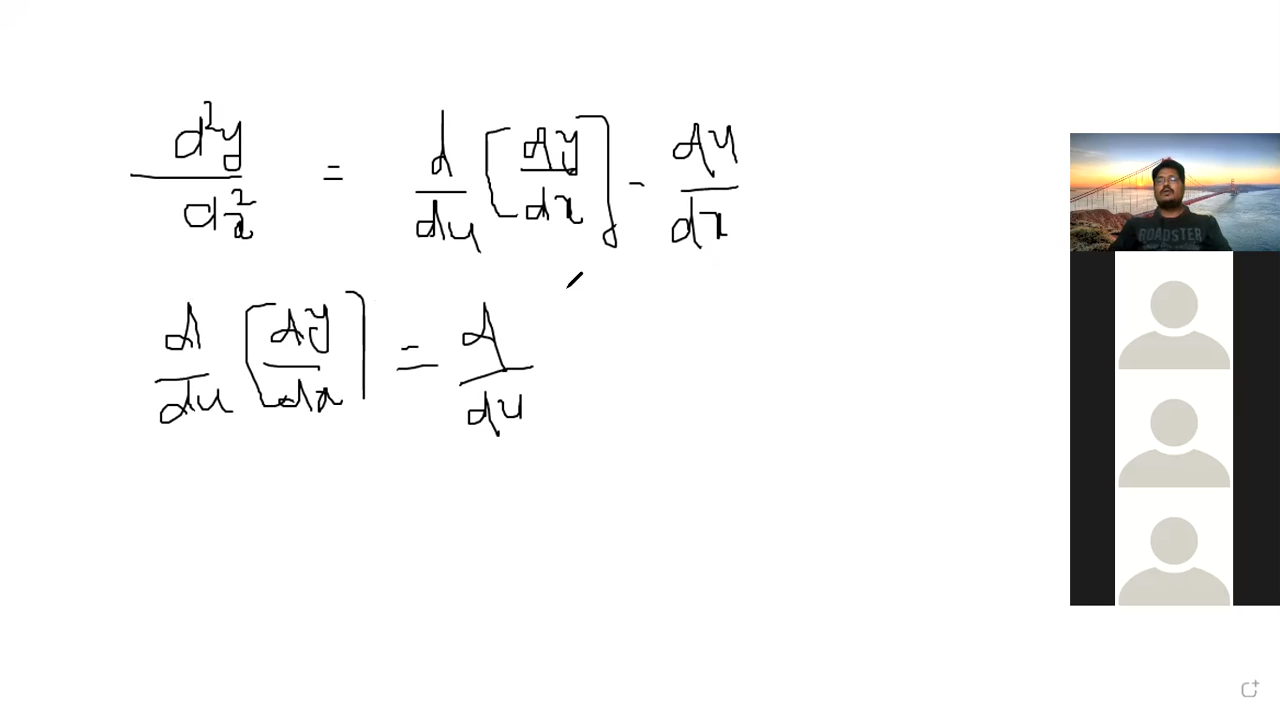 d²y/dx² = d/du [dy/dx] - du/dx
d/du [dy/dx] = d/du
ROADSTER